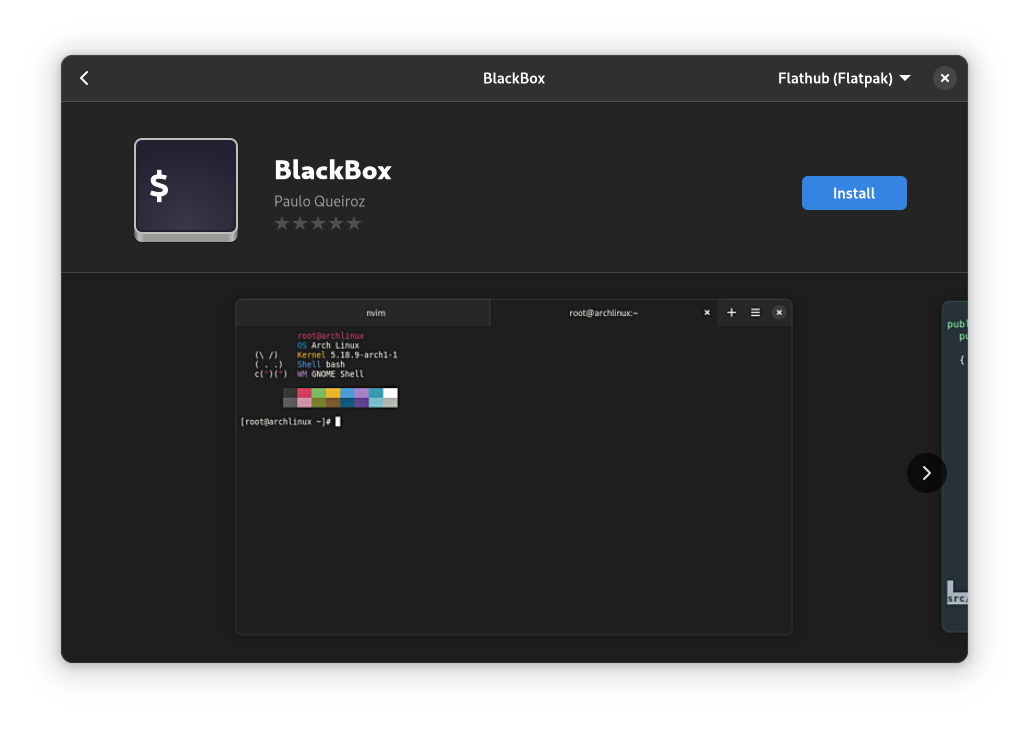 BlackBox
Flathub (Flatpak)
$
BlackBox
Paulo Queiroz
Install
nvim
root@archlinux:~
root@archlinux
OS Arch Linux
(\ /) Kernel 5.18.9-arch1-1
( . .) Shell bash
c(")(") WM GNOME Shell
[root@archlinux ~]#
publ
pu
{
src/